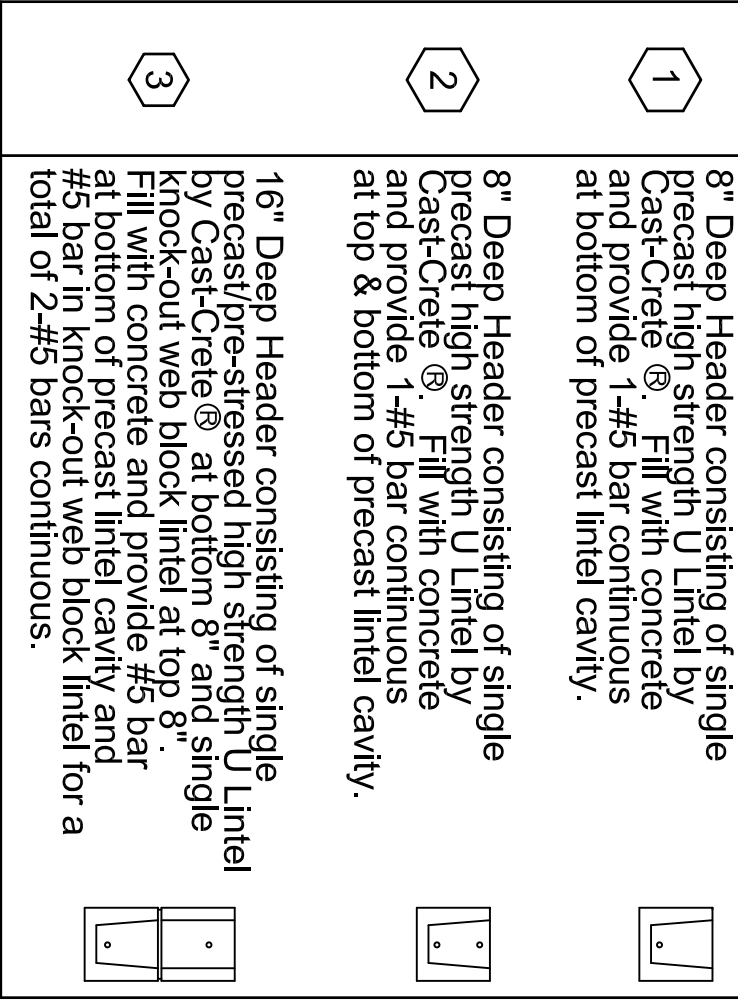 1
8" Deep Header consisting of single
precast high strength U Lintel by
Cast-Crete ®. Fill with concrete
and provide 1-#5 bar continuous
at bottom of precast lintel cavity.
2
8" Deep Header consisting of single
precast high strength U Lintel by
Cast-Crete ®. Fill with concrete
and provide 1-#5 bar continuous
at top & bottom of precast lintel cavity.
3
16" Deep Header consisting of single
precast/pre-stressed high strength U Lintel
by Cast-Crete® at bottom 8" and single
knock-out web block lintel at top 8".
Fill with concrete and provide #5 bar
at bottom of precast lintel cavity and
#5 bar in knock-out web block lintel for a
total of 2-#5 bars continuous.